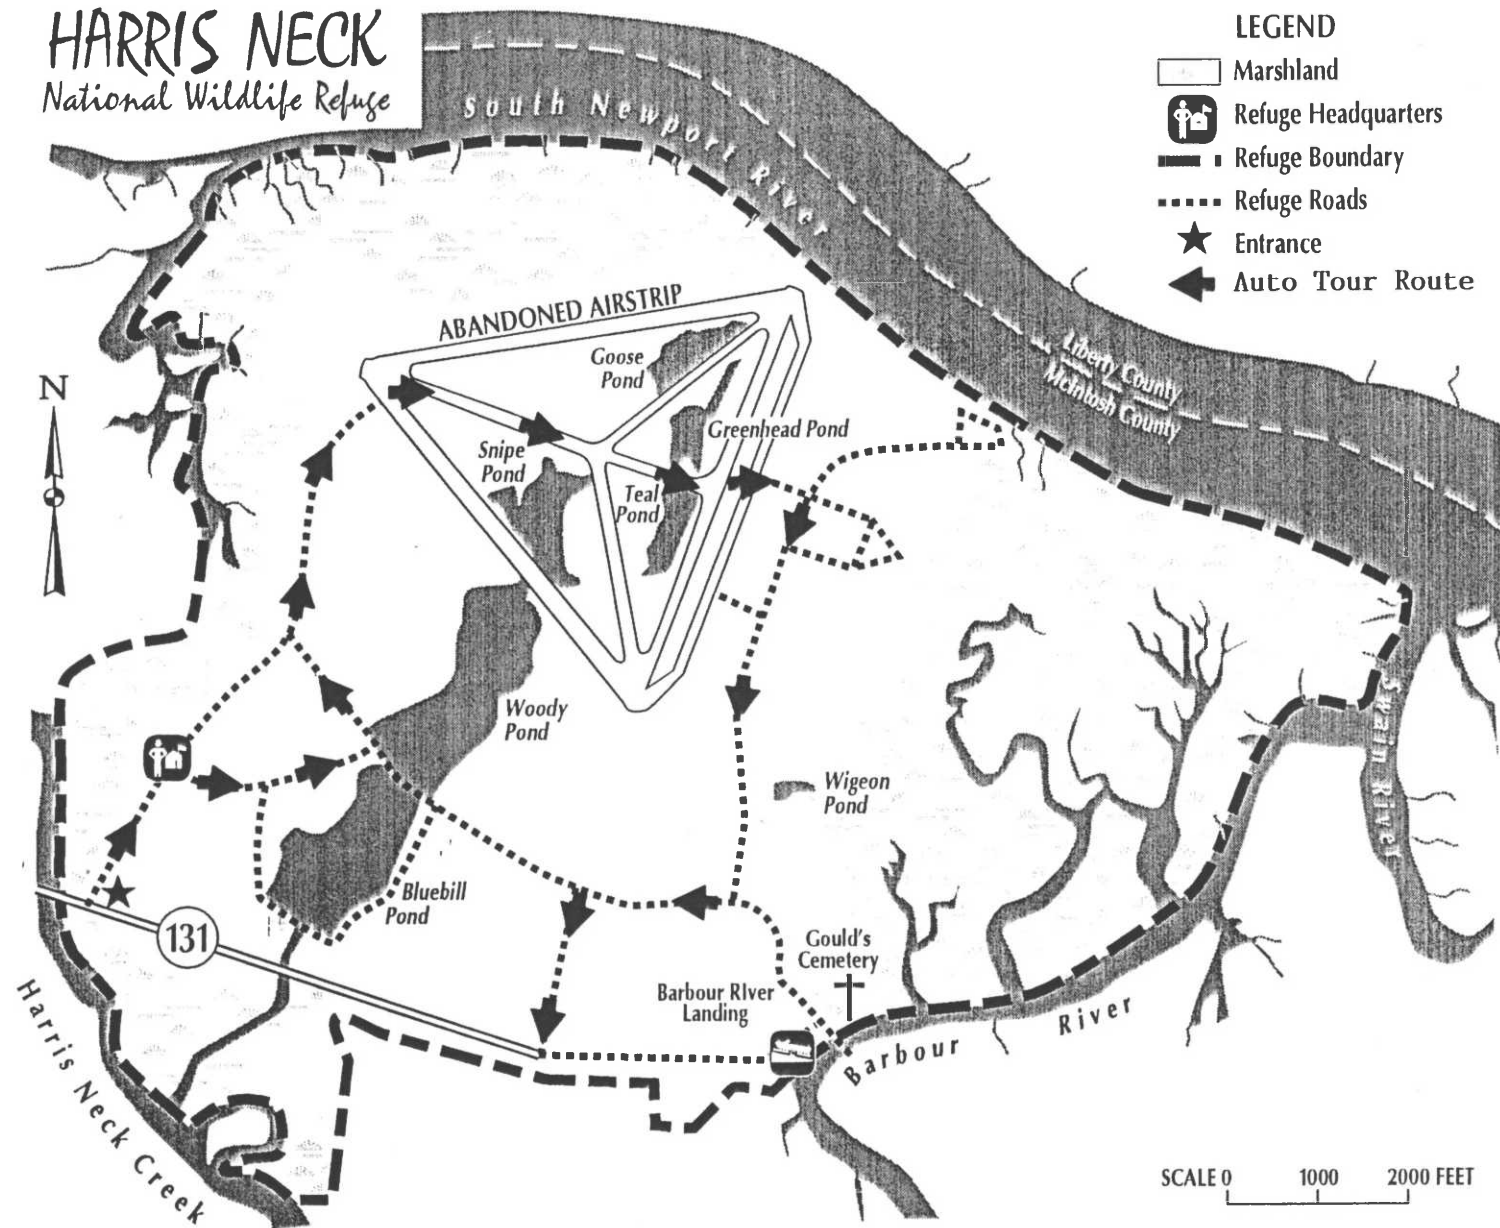 HARRIS NECK
National Wildlife Refuge
LEGEND
Marshland
Refuge Headquarters
Refuge Boundary
Refuge Roads
Entrance
Auto Tour Route
South Newport River
ABANDONED AIRSTRIP
Goose
Pond
Liberty County
McIntosh County
N
Greenhead Pond
Snipe
Pond
Teal
Pond
Woody
Pond
Swain River
Wigeon
Pond
Bluebill
Pond
131
Gould's
Cemetery
Barbour RIver
Landing
Barbour River
Harris Neck Creek
SCALE 0 1000 2000 FEET